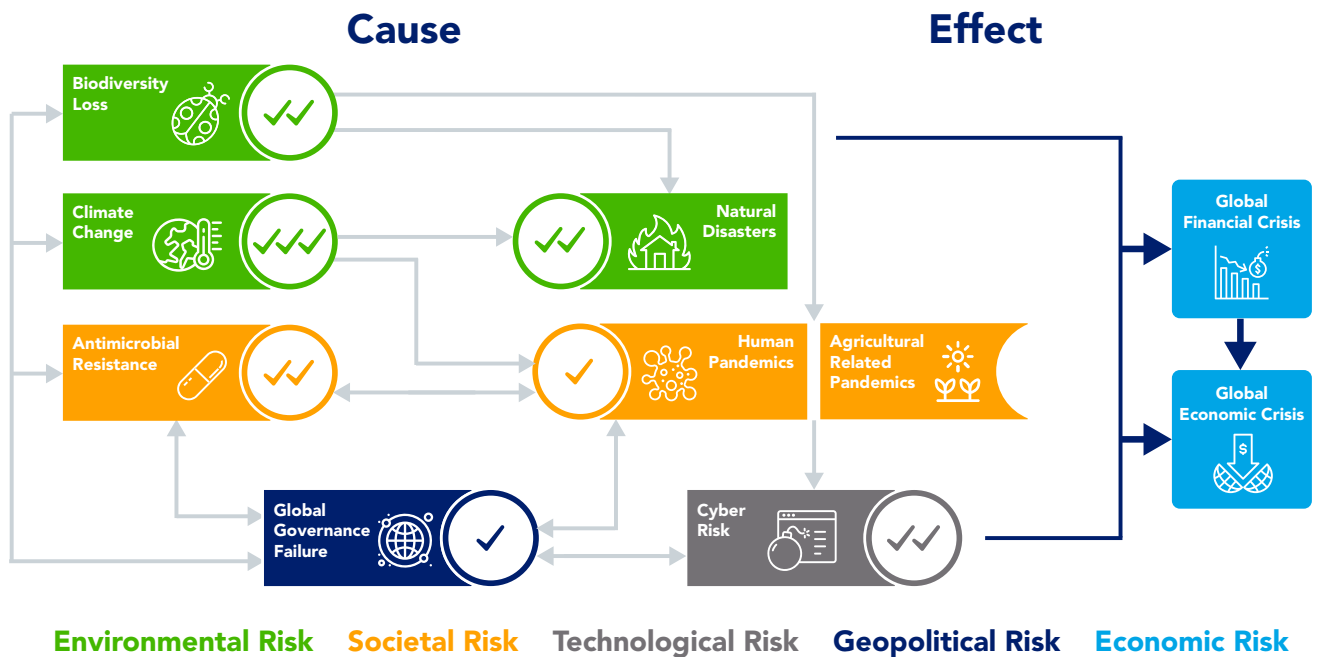 Cause
Effect
Biodiversity
Loss
Climate
Change
Natural
Disasters
Global
Financial Crisis
$
Antimicrobial
Resistance
Human
Pandemics
Agricultural
Related
Pandemics
Global
Economic Crisis
$
Global
Governance
Failure
Cyber
Risk
Environmental Risk
Societal Risk
Technological Risk
Geopolitical Risk
Economic Risk